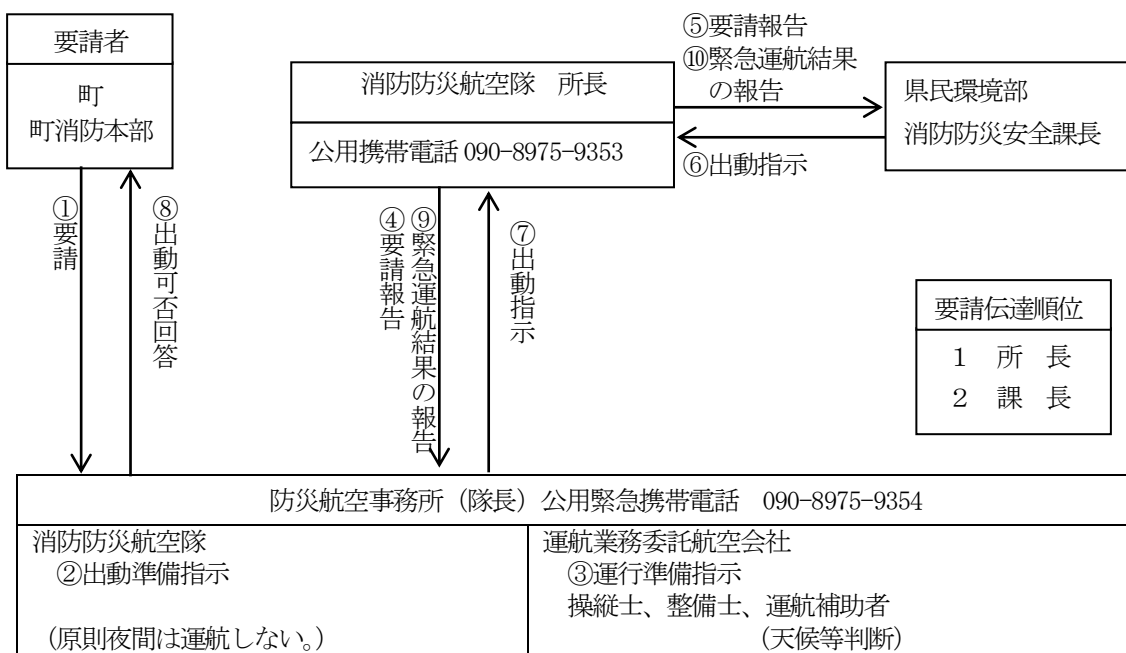 要請者
町
町消防本部
消防防災航空隊　所長
公用携帯電話 090-8975-9353
⑤要請報告
⑩緊急運航結果
の報告
⑥出動指示
県民環境部
消防防災安全課長
①要請
⑧出動可否回答
④要請報告
⑨緊急運航結果の報告
⑦出動指示
要請伝達順位
1　所　長
2　課　長
防災航空事務所（隊長）公用緊急携帯電話　090-8975-9354
消防防災航空隊
②出動準備指示
（原則夜間は運航しない。）
運航業務委託航空会社
③運行準備指示
操縦士、整備士、運航補助者
（天候等判断）